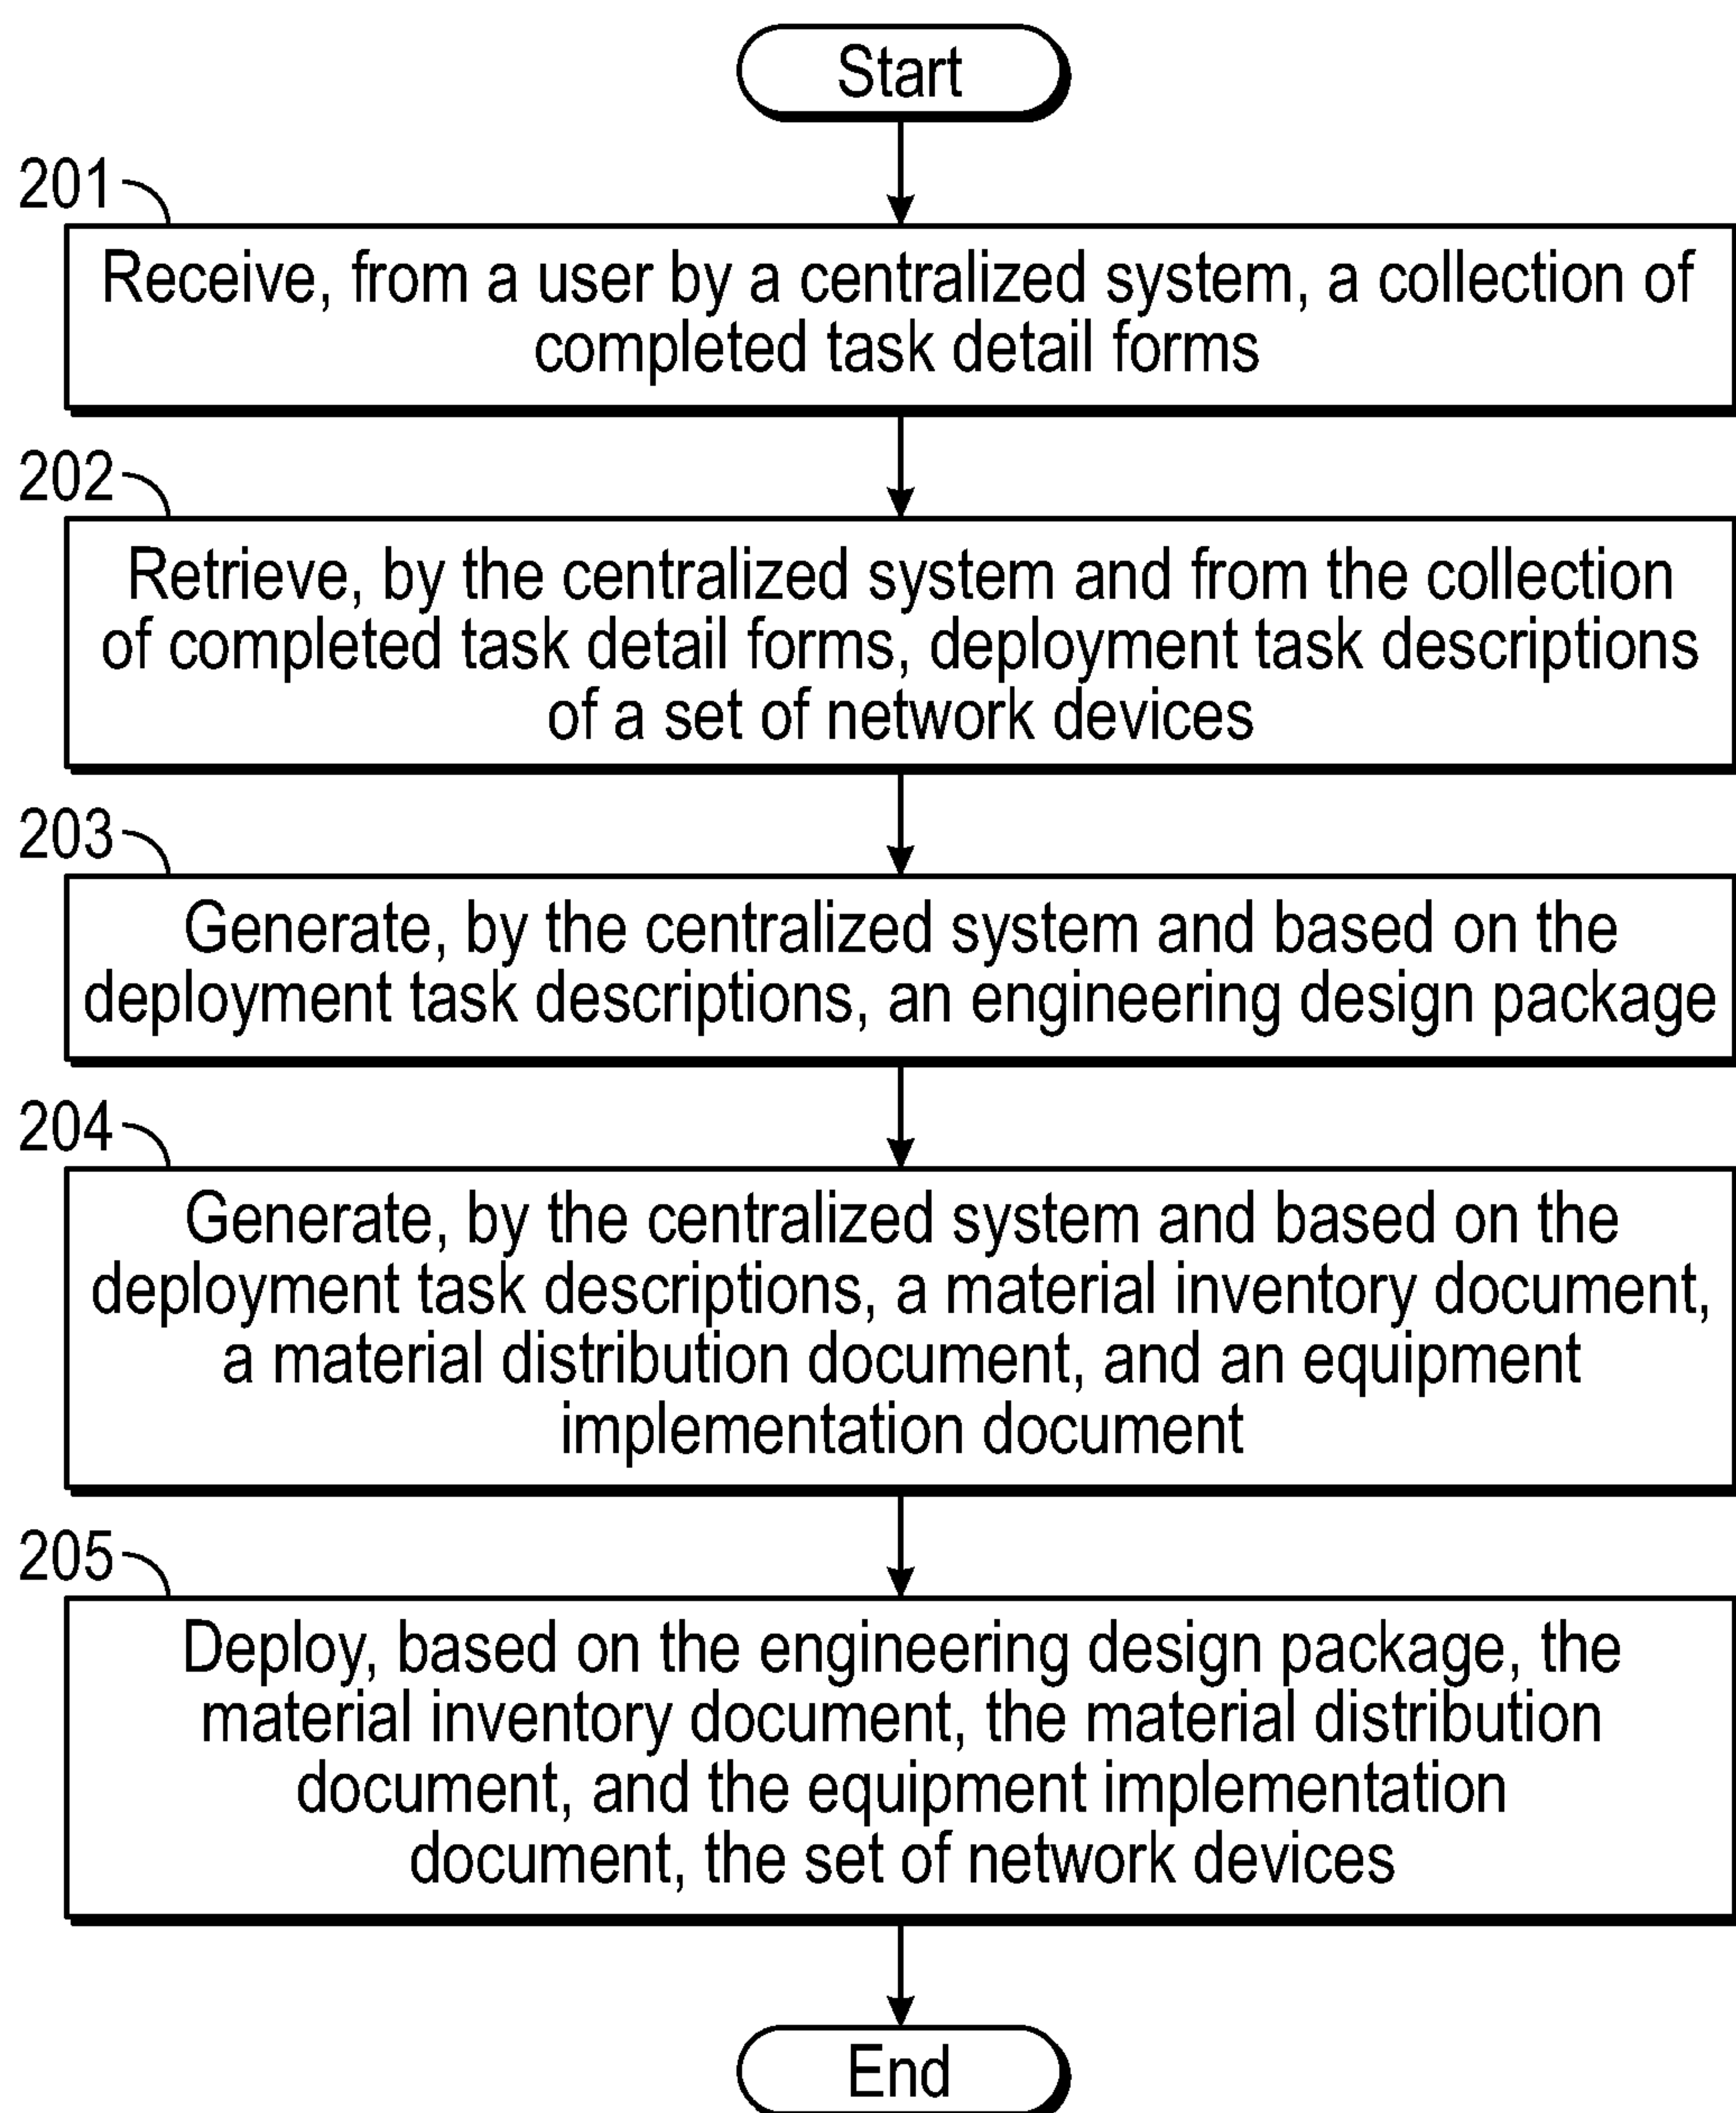 Start
201
Receive, from a user by a centralized system, a collection of
completed task detail forms
202
Retrieve, by the centralized system and from the collection
of completed task detail forms, deployment task descriptions
of a set of network devices
203
Generate, by the centralized system and based on the
deployment task descriptions, an engineering design package
204
Generate, by the centralized system and based on the
deployment task descriptions, a material inventory document,
a material distribution document, and an equipment
implementation document
205
Deploy, based on the engineering design package, the
material inventory document, the material distribution
document, and the equipment implementation
document, the set of network devices
End